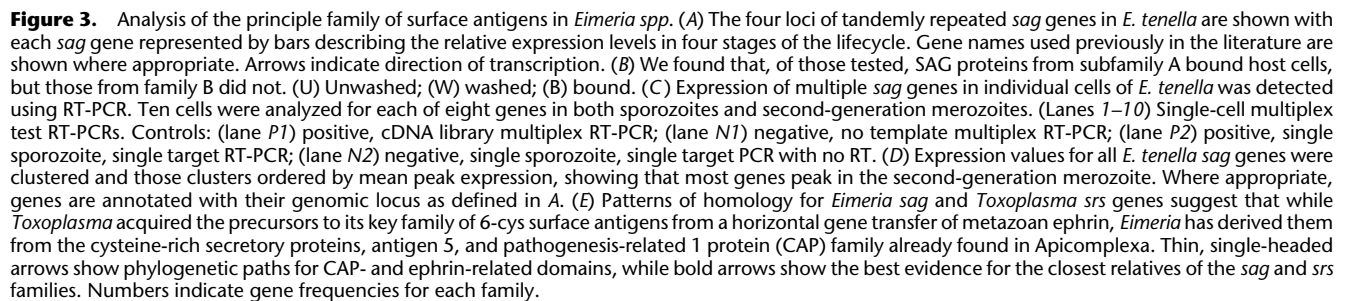 Figure 3. Analysis of the principle family of surface antigens in Eimeria spp. (A) The four loci of tandemly repeated sag genes in E. tenella are shown with
each sag gene represented by bars describing the relative expression levels in four stages of the lifecycle. Gene names used previously in the literature are
shown where appropriate. Arrows indicate direction of transcription. (B) We found that, of those tested, SAG proteins from subfamily A bound host cells,
but those from family B did not. (U) Unwashed; (W) washed; (B) bound. (C) Expression of multiple sag genes in individual cells of E. tenella was detected
using RT-PCR. Ten cells were analyzed for each of eight genes in both sporozoites and second-generation merozoites. (Lanes 1–10) Single-cell multiplex
test RT-PCRs. Controls: (lane P1) positive, cDNA library multiplex RT-PCR; (lane N1) negative, no template multiplex RT-PCR; (lane P2) positive, single
sporozoite, single target RT-PCR; (lane N2) negative, single sporozoite, single target PCR with no RT. (D) Expression values for all E. tenella sag genes were
clustered and those clusters ordered by mean peak expression, showing that most genes peak in the second-generation merozoite. Where appropriate,
genes are annotated with their genomic locus as defined in A. (E) Patterns of homology for Eimeria sag and Toxoplasma srs genes suggest that while
Toxoplasma acquired the precursors to its key family of 6-cys surface antigens from a horizontal gene transfer of metazoan ephrin, Eimeria has derived them
from the cysteine-rich secretory proteins, antigen 5, and pathogenesis-related 1 protein (CAP) family already found in Apicomplexa. Thin, single-headed
arrows show phylogenetic paths for CAP- and ephrin-related domains, while bold arrows show the best evidence for the closest relatives of the sag and srs
families. Numbers indicate gene frequencies for each family.